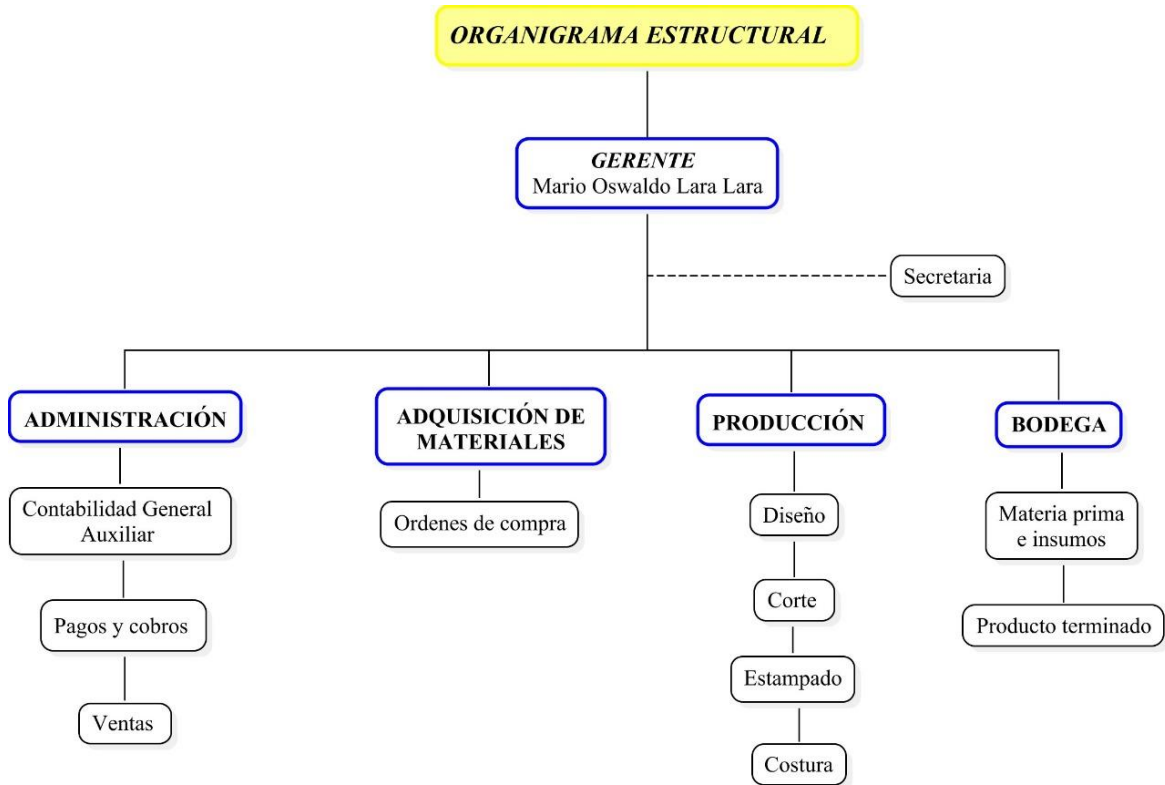 ORGANIGRAMA ESTRUCTURAL
GERENTE
Mario Oswaldo Lara Lara
Secretaria
ADMINISTRACIÓN
Contabilidad General
Auxiliar
Pagos y cobros
Ventas
ADQUISICIÓN DE
MATERIALES
Ordenes de compra
PRODUCCIÓN
Diseño
Corte
Estampado
Costura
BODEGA
Materia prima
e insumos
Producto terminado